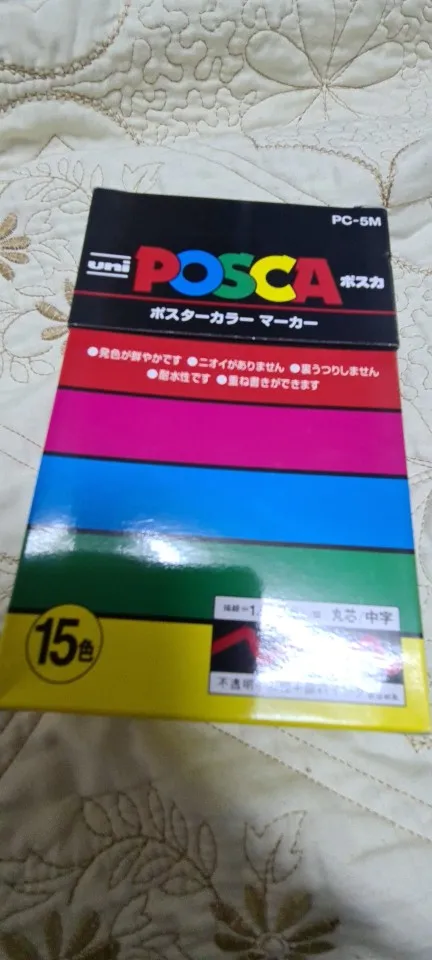 PC-5M
uni POSCA ポスカ
ポスターカラー マーカー
●発色が鮮やかです ●ニオイがありません ●裏うつりしません
●耐水性です ●重ね書きができます
15色
丸芯/中字
不透明